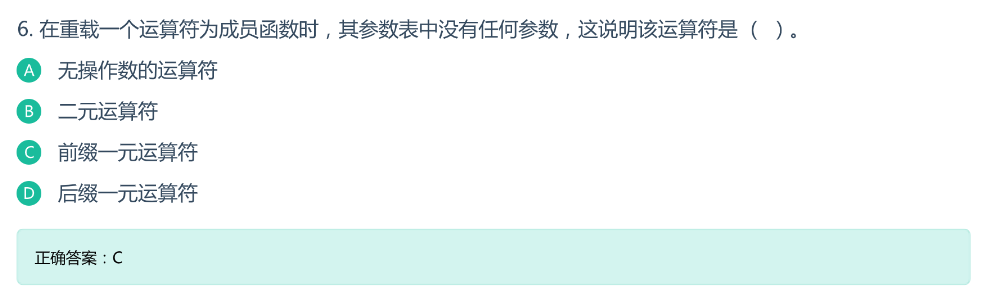 6. 在重载一个运算符为成员函数时，其参数表中没有任何参数，这说明该运算符是（ ）。
A 无操作数的运算符
B 二元运算符
C 前缀一元运算符
D 后缀一元运算符
正确答案：C